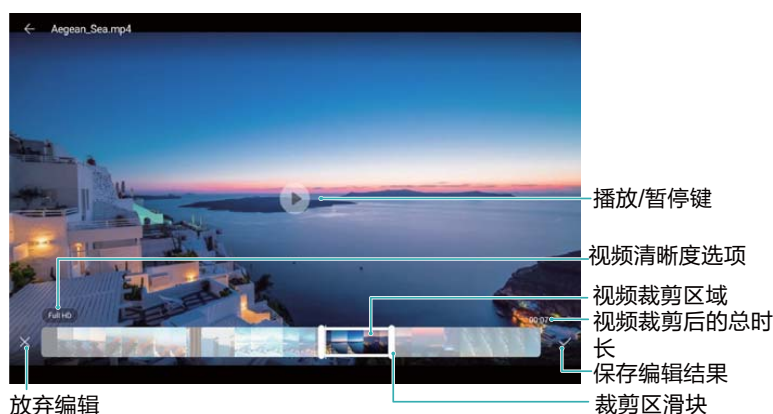 Aegean_Sea.mp4
播放/暂停键
视频清晰度选项
视频裁剪区域
Full HD
00:07
视频裁剪后的总时
长
保存编辑结果
放弃编辑
裁剪区滑块